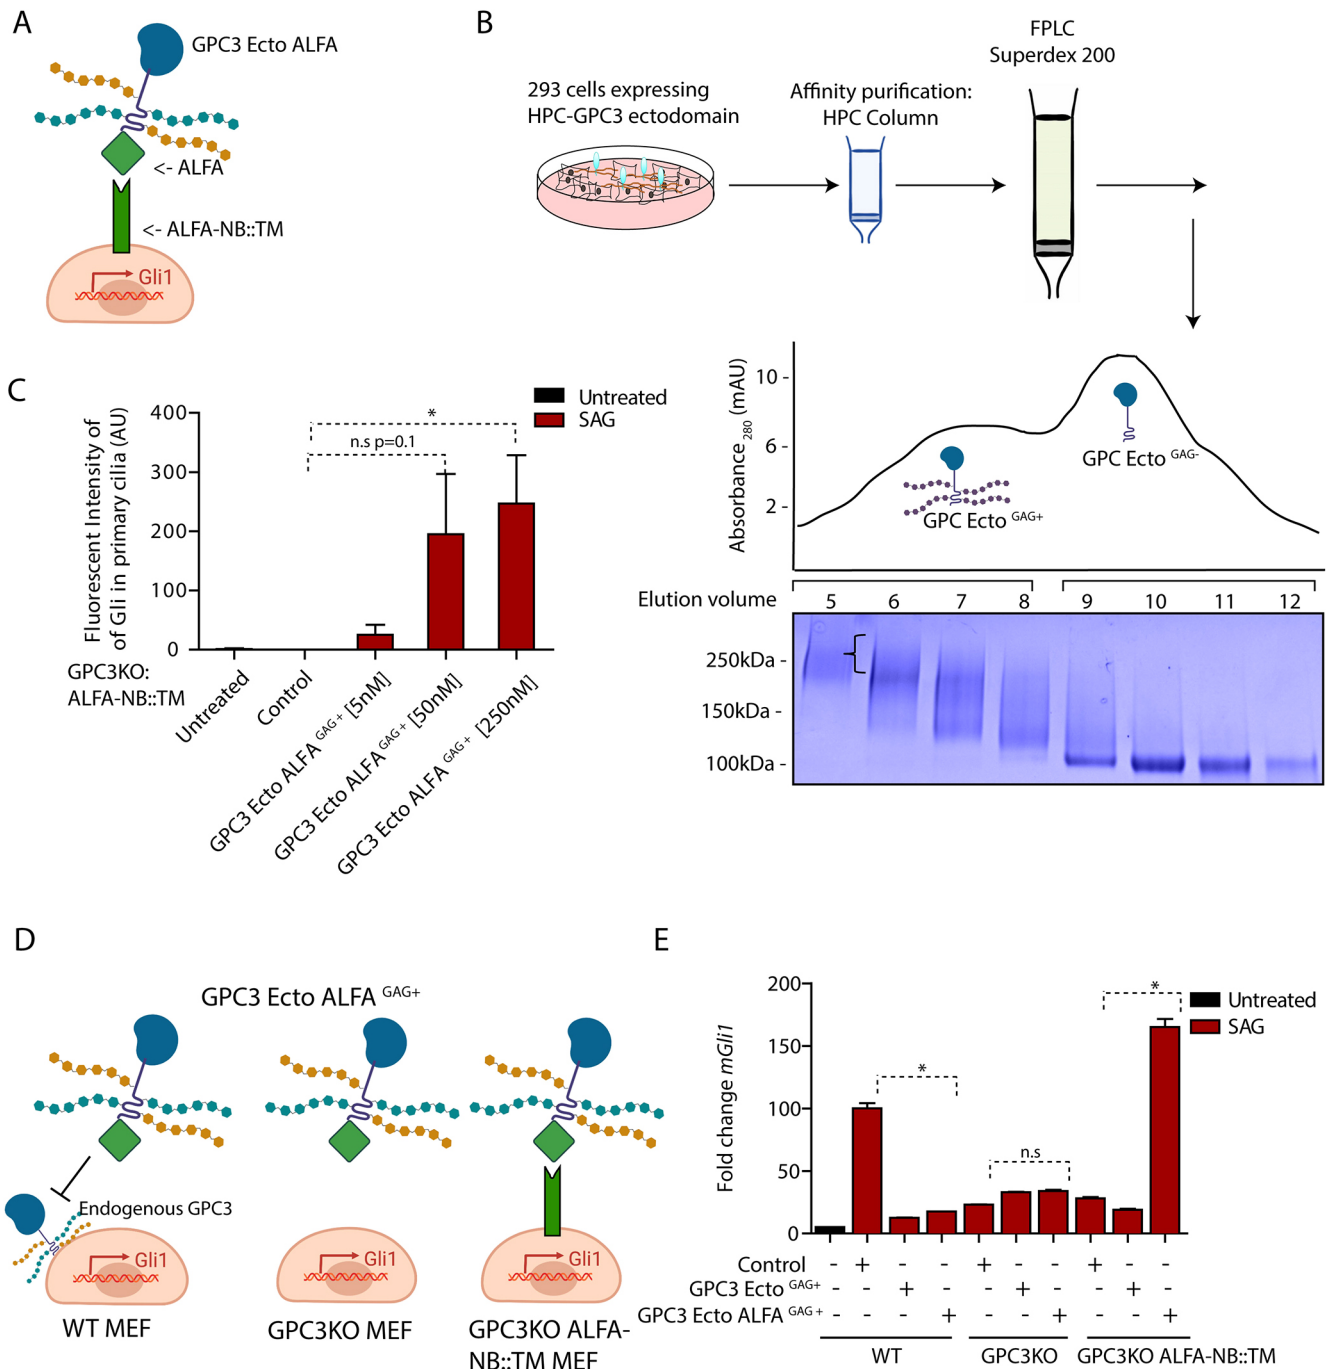 A
GPC3 Ecto ALFA
<- ALFA
<- ALFA-NB::TM
Gli1
B
293 cells expressing
HPC-GPC3 ectodomain
Affinity purification:
HPC Column
FPLC
Superdex 200
Absorbance 280 (mAU)
10 -
6 -
2 -
GPC Ecto GAG+
GPC Ecto GAG-
Elution volume
5 6 7 8 9 10 11 12
250kDa -
150kDa -
100kDa -
C
Untreated
SAG
Fluorescent Intensity of
of Gli in primary cilia (AU)
400
300
200
100
0
*
n.s p=0.1
GPC3KO:
ALFA-NB::TM
Untreated
Control
GPC3 Ecto ALFA GAG+ [5nM]
GPC3 Ecto ALFA GAG+ [50nM]
GPC3 Ecto ALFA GAG+ [250nM]
D
GPC3 Ecto ALFA GAG+
Endogenous GPC3
Gli1
Gli1
Gli1
WT MEF
GPC3KO MEF
GPC3KO ALFA-
NB::TM MEF
E
Untreated
SAG
Fold change mGli1
200
150
100
50
0
*
n.s
*
Control - + - - + - - + - -
GPC3 Ecto GAG+ - - + - - + - - + -
GPC3 Ecto ALFA GAG+ - - - + - - + - - +
WT
GPC3KO
GPC3KO ALFA-NB::TM